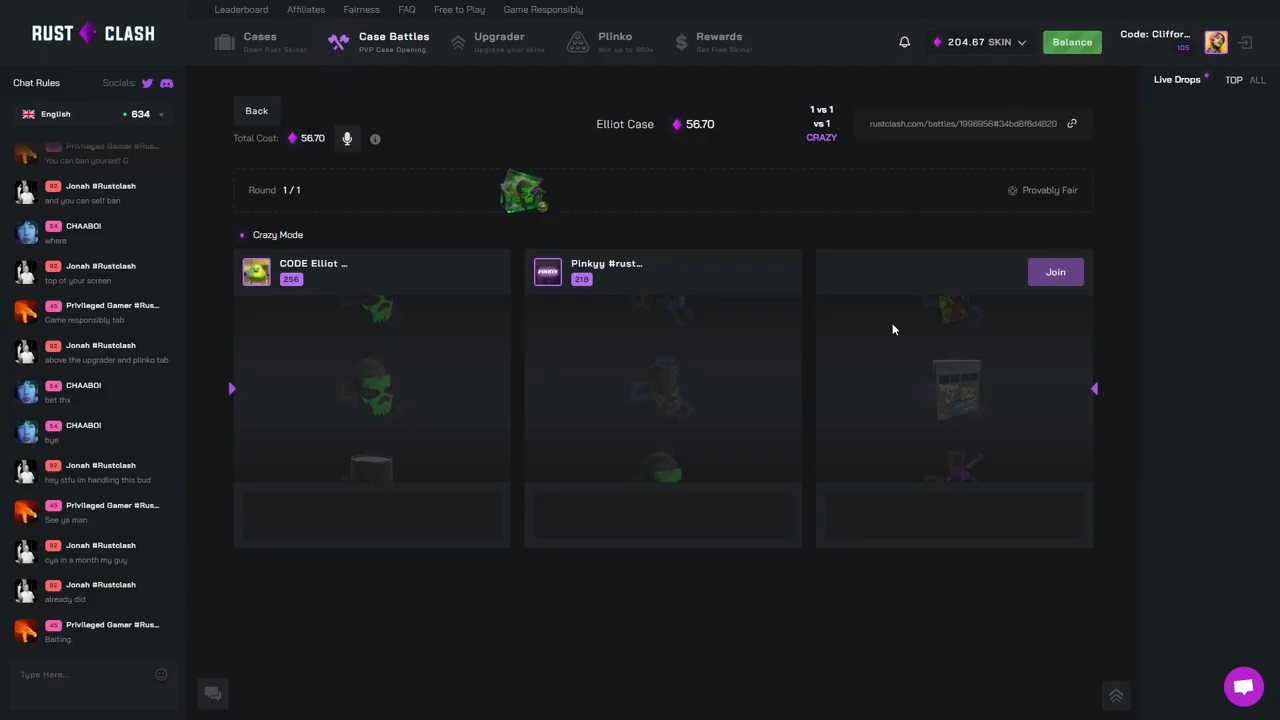 Leaderboard
Affiliates
Fairness
FAQ
Free to Play
Game Responsibly
RUST CLASH
Cases
Open Rust Skins!
Case Battles
PVP Case Opening
Upgrader
Upgrade your skins
Plinko
Win up to 960x
Rewards
Get Free Skins!
204.67 SKIN
Balance
Code: Cliffor...
105
Chat Rules
Socials:
English
634
Privileged Gamer #Rus...
You can ban yourself G
92 Jonah #Rustclash
and you can self ban
54 CHAABOI
where
92 Jonah #Rustclash
top of your screen
45 Privileged Gamer #Rus...
Game responsibly tab
92 Jonah #Rustclash
above the upgrader and plinko tab
54 CHAABOI
bet thx
54 CHAABOI
bye
92 Jonah #Rustclash
hey stfu im handling this bud
45 Privileged Gamer #Rus...
See ya man
92 Jonah #Rustclash
cya in a month my guy
92 Jonah #Rustclash
already did
45 Privileged Gamer #Rus...
Baiting.
Type Here...
Back
Total Cost: 56.70
Elliot Case 56.70
1 vs 1
vs 1
CRAZY
rustclash.com/battles/1996958#34bd8f6d4820
Round 1 / 1
Provably Fair
Crazy Mode
CODE Elliot ...
256
#PINKYY
Pinkyy #rust...
218
Join
Live Drops
TOP
ALL